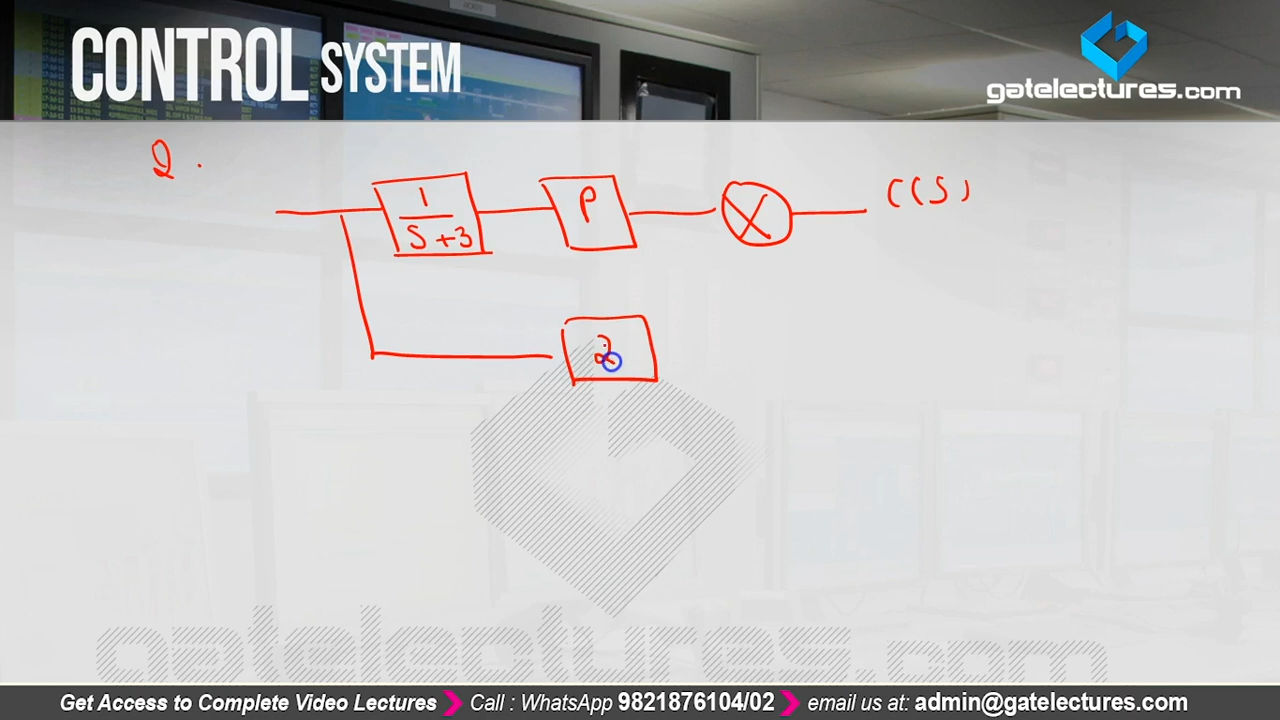 CONTROL SYSTEM
gatelectures.com
Q.
1
S+3
P
C(S)
2
gatelectures.com
Get Access to Complete Video Lectures
Call : WhatsApp 9821876104/02
email us at: admin@gatelectures.com